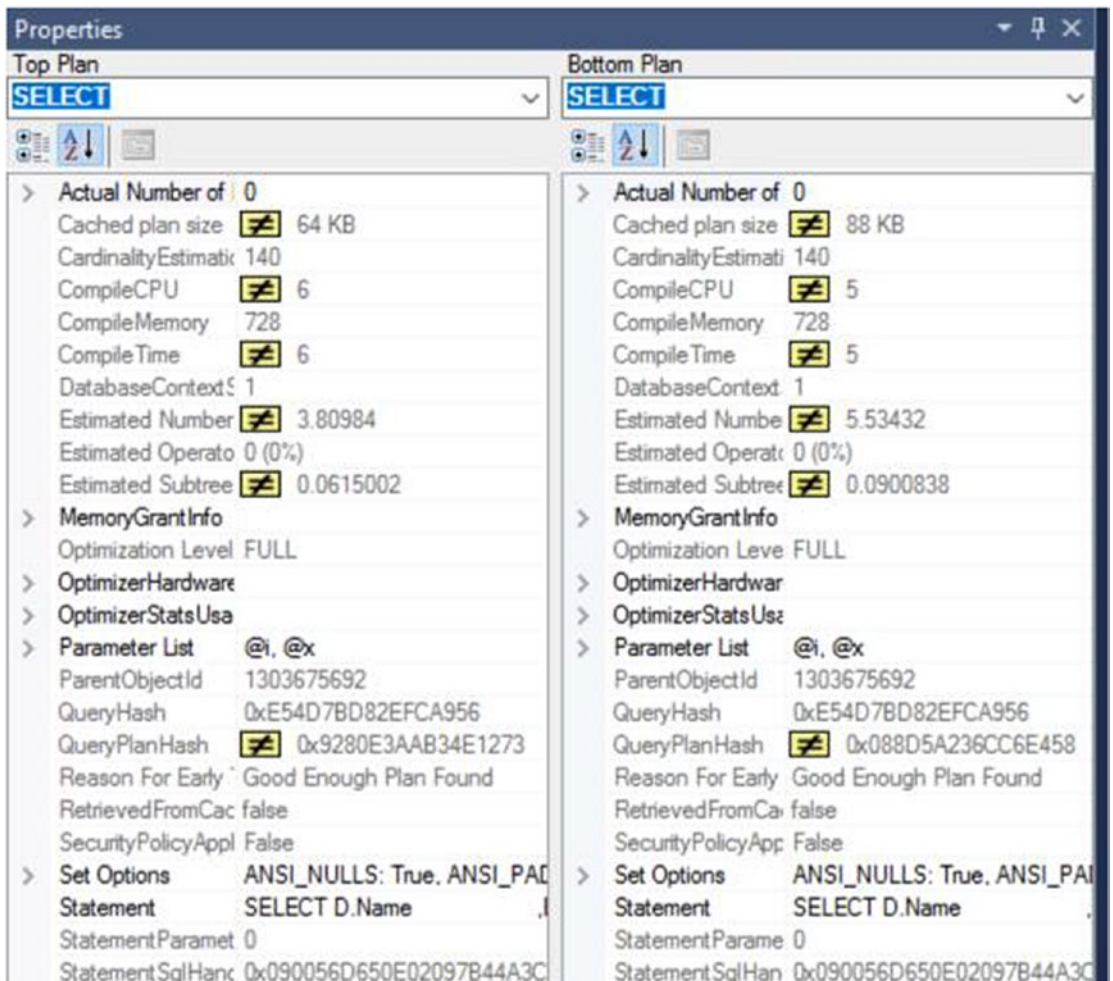 Properties
Top Plan
SELECT
Actual Number of 0
Cached plan size ≠ 64 KB
CardinalityEstimatic 140
CompileCPU ≠ 6
CompileMemory 728
CompileTime ≠ 6
DatabaseContextS 1
Estimated Number ≠ 3.80984
Estimated Operato 0 (0%)
Estimated Subtree ≠ 0.0615002
MemoryGrantInfo
Optimization Level FULL
OptimizerHardware
OptimizerStatsUsa
Parameter List @i, @x
ParentObjectId 1303675692
QueryHash 0xE54D7BD82EFCA956
QueryPlanHash ≠ 0x9280E3AAB34E1273
Reason For Early Good Enough Plan Found
RetrievedFromCac false
SecurityPolicyAppl False
Set Options ANSI_NULLS: True, ANSI_PAD
Statement SELECT D.Name ,
StatementParamet 0
StatementSqlHanc 0x090056D650E02097B44A3C
Bottom Plan
SELECT
Actual Number of 0
Cached plan size ≠ 88 KB
CardinalityEstimati 140
CompileCPU ≠ 5
CompileMemory 728
CompileTime ≠ 5
DatabaseContext 1
Estimated Numbe ≠ 5.53432
Estimated Operatc 0 (0%)
Estimated Subtree ≠ 0.0900838
MemoryGrantInfo
Optimization Leve FULL
OptimizerHardwar
OptimizerStatsUsa
Parameter List @i, @x
ParentObjectId 1303675692
QueryHash 0xE54D7BD82EFCA956
QueryPlanHash ≠ 0x088D5A236CC6E458
Reason For Early Good Enough Plan Found
RetrievedFromCa false
SecurityPolicyApp False
Set Options ANSI_NULLS: True, ANSI_PAI
Statement SELECT D.Name ,
StatementParame 0
StatementSqlHan 0x090056D650E02097B44A3C